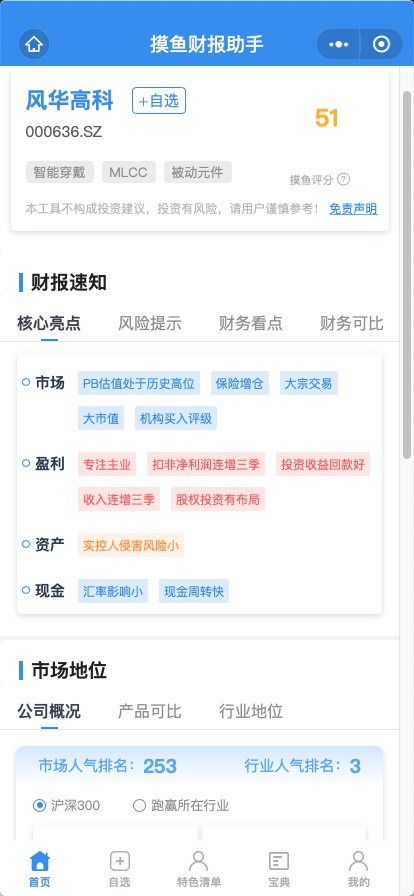 摸鱼财报助手
风华高科 +自选
000636.SZ
51
智能穿戴 MLCC 被动元件
摸鱼评分 ?
本工具不构成投资建议，投资有风险，请用户谨慎参考！ 免责声明
财报速知
核心亮点 风险提示 财务看点 财务可比
市场 PB估值处于历史高位 保险增仓 大宗交易
大市值 机构买入评级
盈利 专注主业 扣非净利润连增三季 投资收益回款好
收入连增三季 股权投资有布局
资产 实控人侵害风险小
现金 汇率影响小 现金周转快
市场地位
公司概况 产品可比 行业地位
市场人气排名：253 行业人气排名：3
沪深300 跑赢所在行业
首页 自选 特色清单 宝典 我的